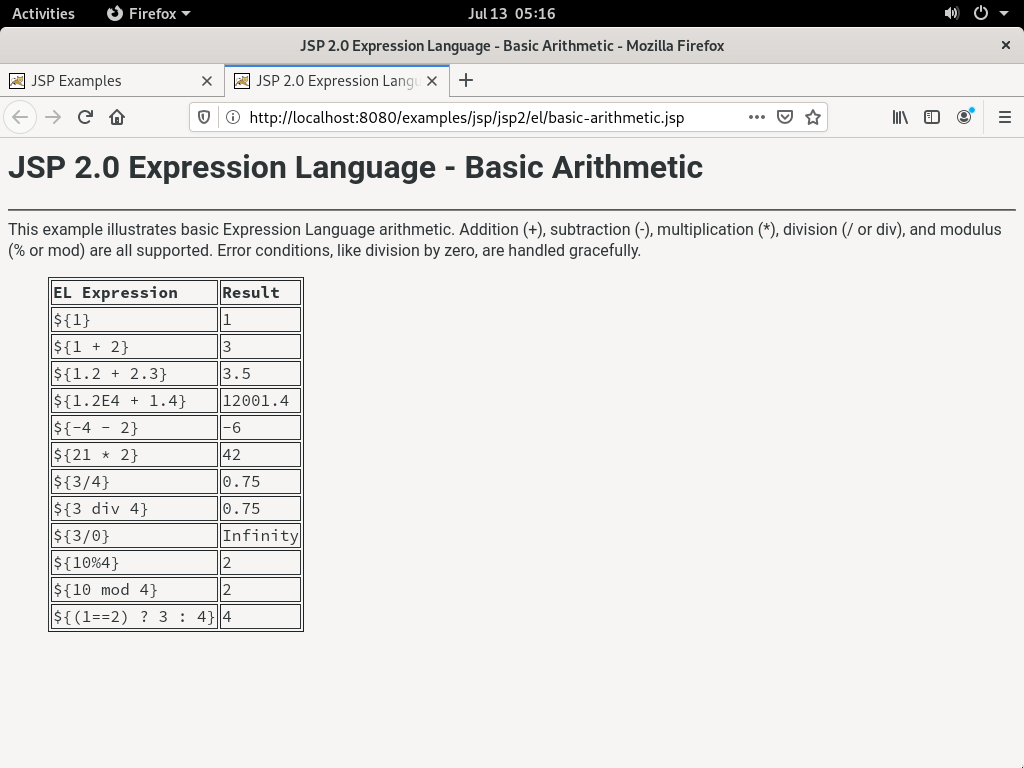 Activities Firefox Jul 13 05:16
JSP 2.0 Expression Language - Basic Arithmetic - Mozilla Firefox
JSP Examples JSP 2.0 Expression Langu
http://localhost:8080/examples/jsp/jsp2/el/basic-arithmetic.jsp
JSP 2.0 Expression Language - Basic Arithmetic
This example illustrates basic Expression Language arithmetic. Addition (+), subtraction (-), multiplication (*), division (/ or div), and modulus
(% or mod) are all supported. Error conditions, like division by zero, are handled gracefully.
EL Expression Result
${1} 1
${1 + 2} 3
${1.2 + 2.3} 3.5
${1.2E4 + 1.4} 12001.4
${-4 - 2} -6
${21 * 2} 42
${3/4} 0.75
${3 div 4} 0.75
${3/0} Infinity
${10%4} 2
${10 mod 4} 2
${(1==2) ? 3 : 4} 4